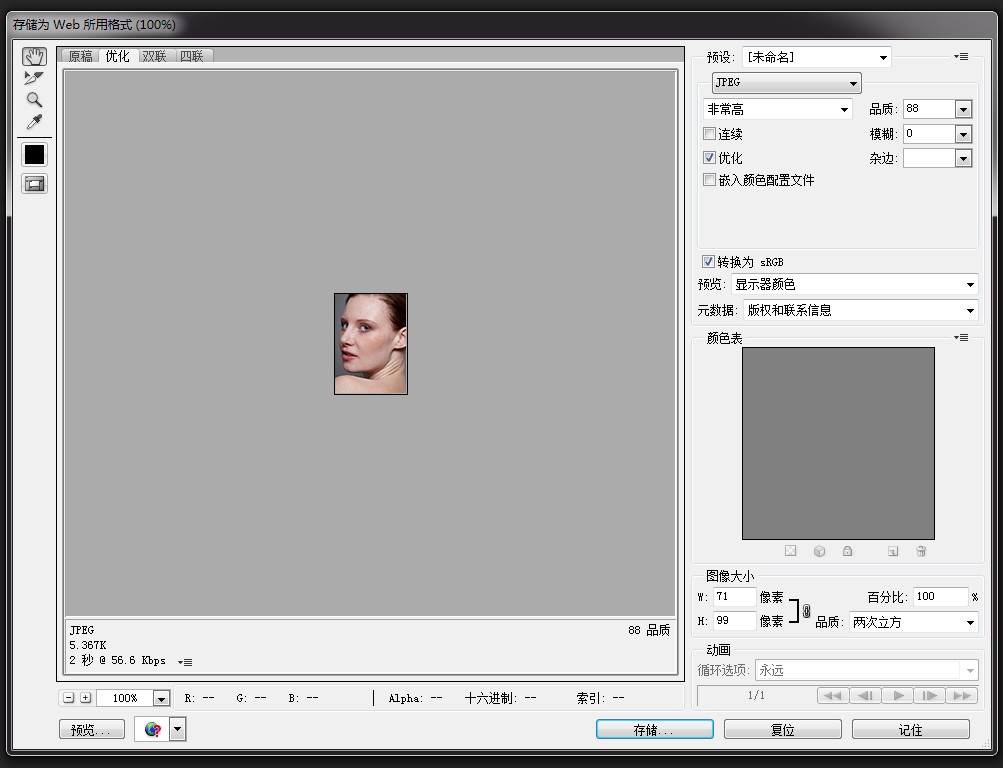 存储为 Web 所用格式 (100%)
原稿 优化 双联 四联
预设: [未命名]
JPEG
非常高 品质: 88
连续 模糊: 0
优化 杂边:
嵌入颜色配置文件
转换为 sRGB
预览: 显示器颜色
元数据: 版权和联系信息
颜色表
图像大小
W: 71 像素 百分比: 100 %
H: 99 像素 品质: 两次立方
动画
循环选项: 永远
1/1
JPEG 88 品质
5.367K
2 秒 @ 56.6 Kbps
100% R: -- G: -- B: -- Alpha: -- 十六进制: -- 索引: --
预览... 存储... 复位 记住